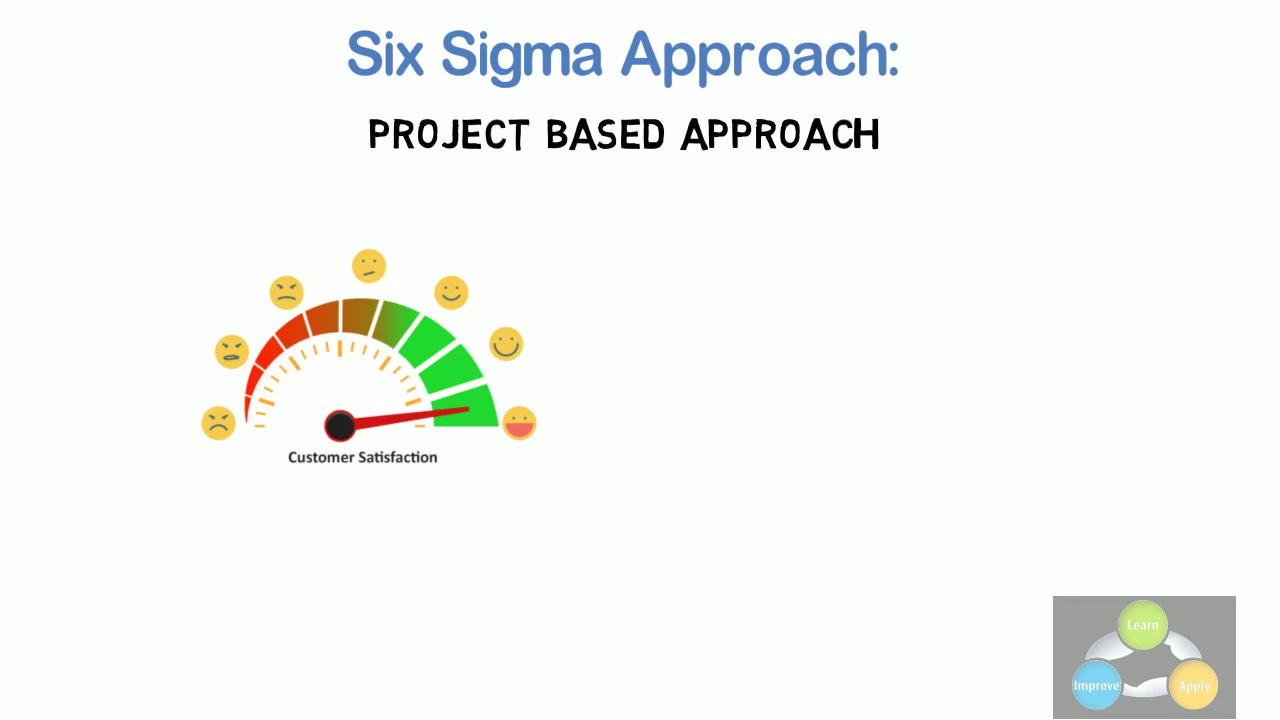 Six Sigma Approach:
PROJECT BASED APPROACH
Customer Satisfaction
Learn
Improve
Apply